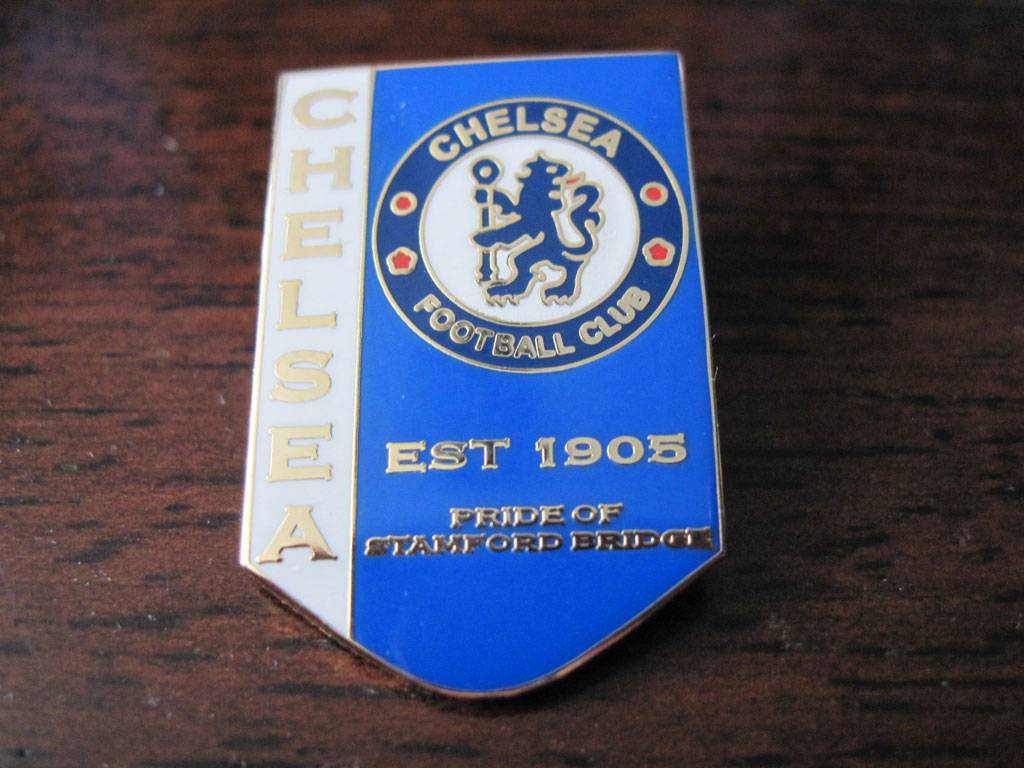 CHELSEA
CHELSEA
FOOTBALL CLUB
EST 1905
PRIDE OF
STAMFORD BRIDGE